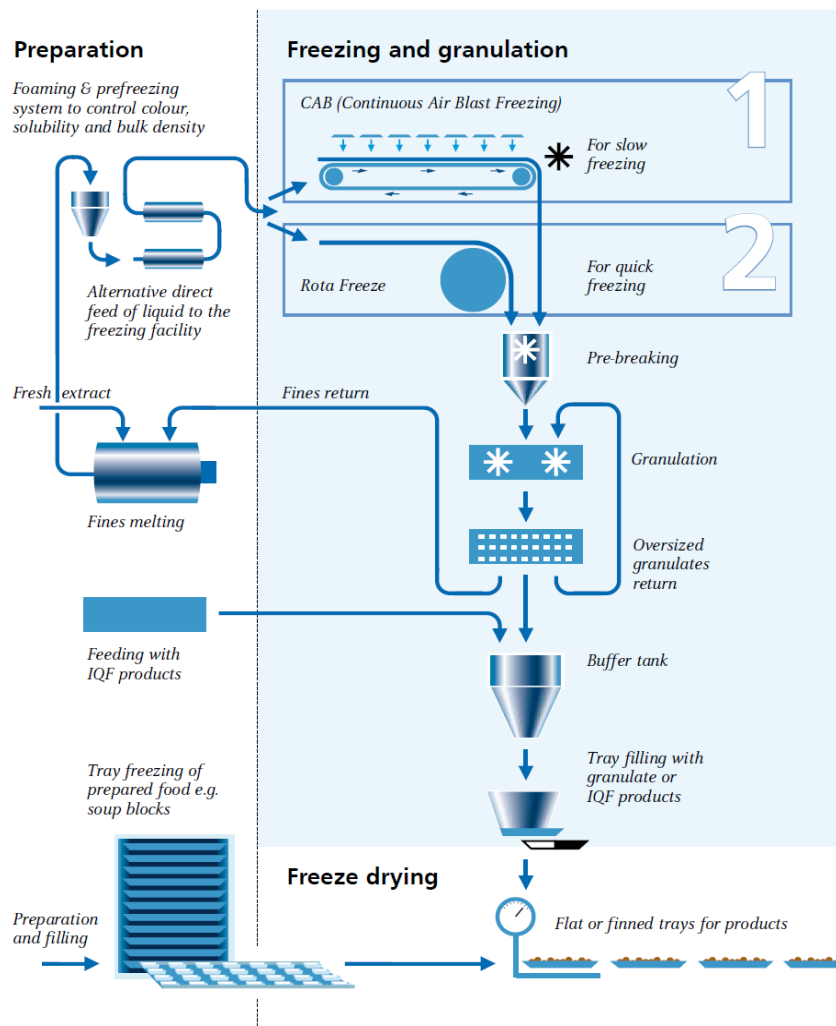 Preparation
Foaming & prefreezing
system to control colour,
solubility and bulk density
Alternative direct
feed of liquid to the
freezing facility
Fresh extract
Fines melting
Feeding with
IQF products
Tray freezing of
prepared food e.g.
soup blocks
Preparation
and filling
Freezing and granulation
CAB (Continuous Air Blast Freezing)
1
For slow
freezing
2
Rota Freeze
For quick
freezing
Pre-breaking
Fines return
Granulation
Oversized
granulates
return
Buffer tank
Tray filling with
granulate or
IQF products
Freeze drying
Flat or finned trays for products